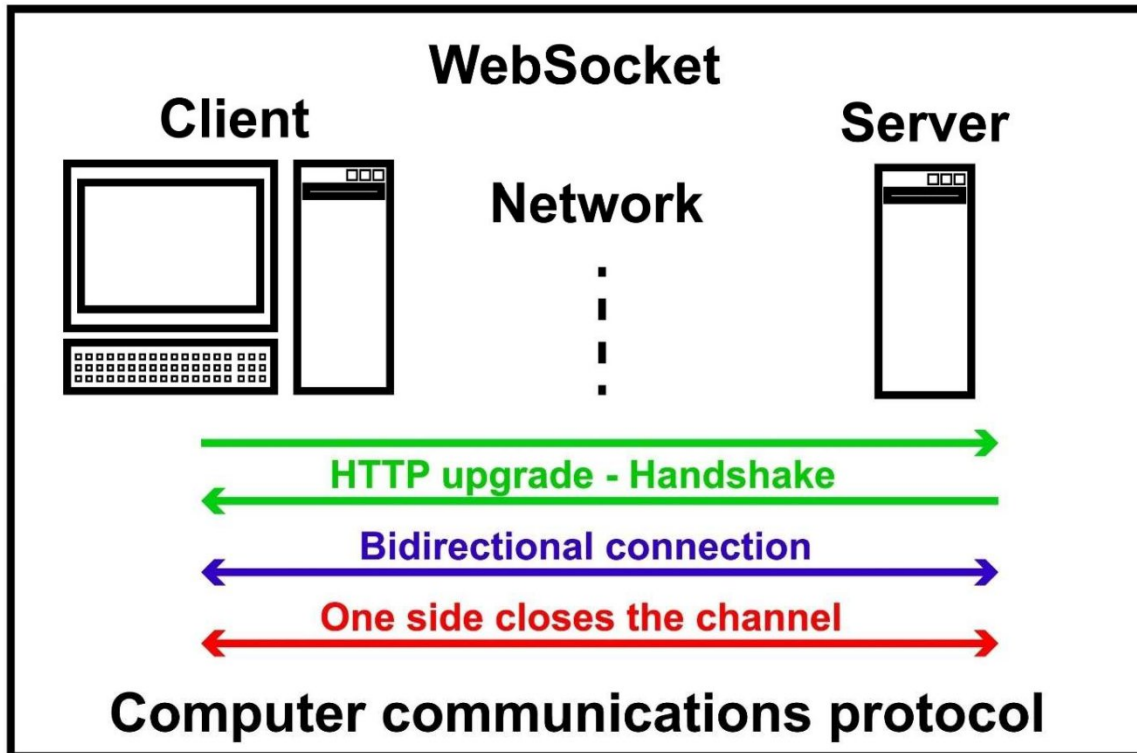 WebSocket
Client
Server
Network
HTTP upgrade - Handshake
Bidirectional connection
One side closes the channel
Computer communications protocol